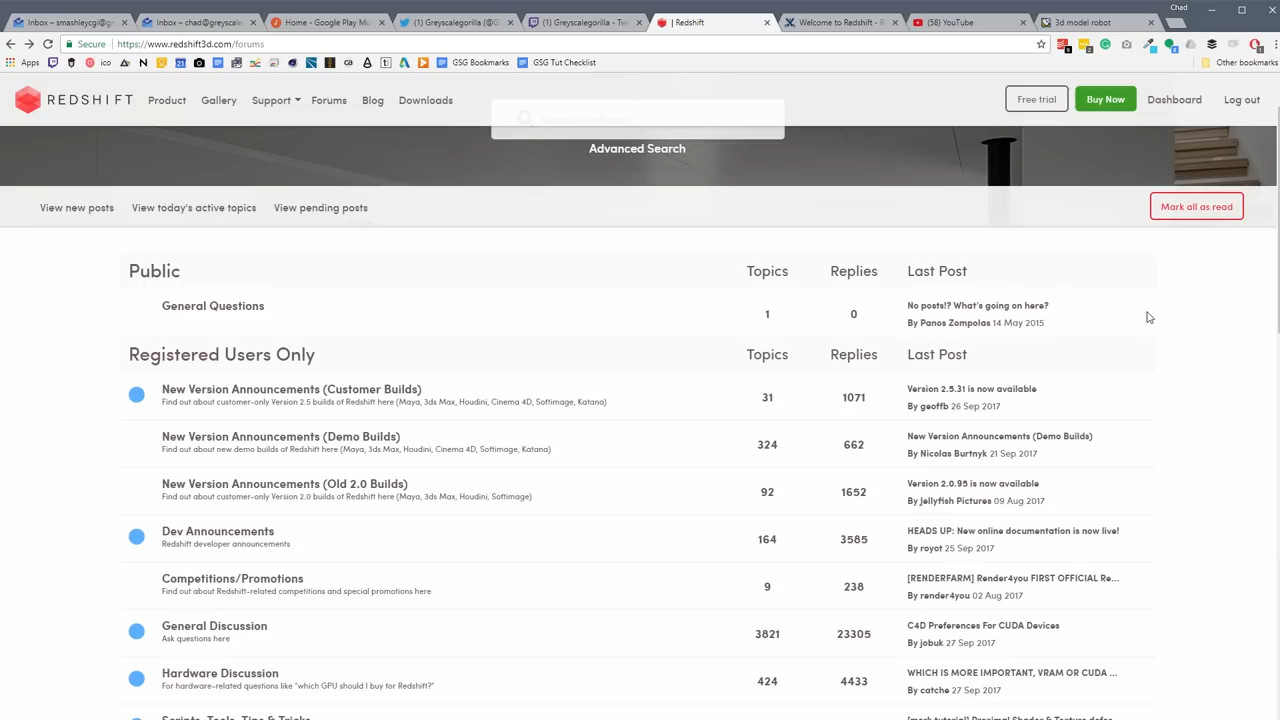 Chad
Inbox – smashleycgi@gm
Inbox – chad@greyscale
Home - Google Play Mu
(1) Greyscalegorilla (@G
Greyscalegorilla - Tw
| Redshift
Welcome to Redshift - R
(58) YouTube
3d model robot
Secure https://www.redshift3d.com/forums
Apps ico GSG Bookmarks GSG Tut Checklist Other bookmarks
REDSHIFT Product Gallery Support Forums Blog Downloads Free trial Buy Now Dashboard Log out
Advanced Search
View new posts View today's active topics View pending posts Mark all as read
Public Topics Replies Last Post
General Questions 1 0 No posts!? What's going on here?
By Panos Zompolas 14 May 2015
Registered Users Only Topics Replies Last Post
New Version Announcements (Customer Builds) 31 1071 Version 2.5.31 is now available
Find out about customer-only Version 2.5 builds of Redshift here (Maya, 3ds Max, Houdini, Cinema 4D, Softimage, Katana) By geoffb 26 Sep 2017
New Version Announcements (Demo Builds) 324 662 New Version Announcements (Demo Builds)
Find out about new demo builds of Redshift here (Maya, 3ds Max, Houdini, Cinema 4D, Softimage, Katana) By Nicolas Burtnyk 21 Sep 2017
New Version Announcements (Old 2.0 Builds) 92 1652 Version 2.0.95 is now available
Find out about customer-only Version 2.0 builds of Redshift here (Maya, 3ds Max, Houdini, Softimage) By Jellyfish Pictures 09 Aug 2017
Dev Announcements 164 3585 HEADS UP: New online documentation is now live!
Redshift developer announcements By royot 25 Sep 2017
Competitions/Promotions 9 238 [RENDERFARM] Render4you FIRST OFFICIAL Re...
Find out about Redshift-related competitions and special promotions here By render4you 02 Aug 2017
General Discussion 3821 23305 C4D Preferences For CUDA Devices
Ask questions here By jobuk 27 Sep 2017
Hardware Discussion 424 4433 WHICH IS MORE IMPORTANT, VRAM OR CUDA ...
For hardware-related questions like "which GPU should I buy for Redshift?" By catche 27 Sep 2017
Scripts, Tools, Tips & Tricks